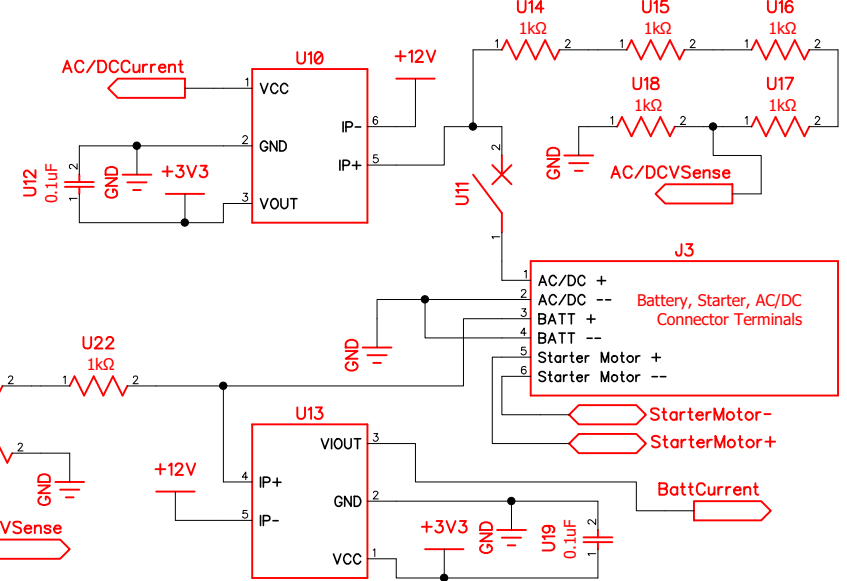 U14
1kΩ
1
2
U15
1kΩ
1
2
U16
1kΩ
1
2
AC/DCCurrent
U10
+12V
1
VCC
2
GND
3
VOUT
IP-
6
IP+
5
U12
0.1uF
2
1
GND
+3V3
U18
1kΩ
1
2
U17
1kΩ
1
2
GND
AC/DCVSense
U11
2
1
J3
1
AC/DC +
2
AC/DC --
3
BATT +
4
BATT --
5
Starter Motor +
6
Starter Motor --
Battery, Starter, AC/DC
Connector Terminals
GND
StarterMotor-
StarterMotor+
2
U22
1kΩ
1
2
2
GND
VSense
U13
+12V
4
IP+
5
IP-
VIOUT
3
GND
2
VCC
1
BattCurrent
+3V3
GND
U19
0.1uF
2
1